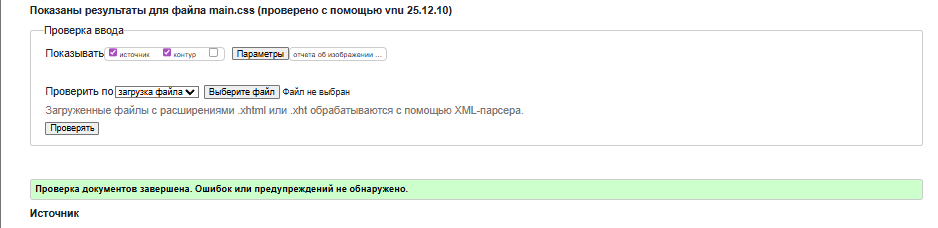 Показаны результаты для файла main.css (проверено с помощью vnu 25.12.10)
Проверка ввода
Показывать источник контур Параметры отчета об изображении ...
Проверить по загрузка файла Выберите файл Файл не выбран
Загруженные файлы с расширениями .xhtml или .xht обрабатываются с помощью XML-парсера.
Проверять
Проверка документов завершена. Ошибок или предупреждений не обнаружено.
Источник